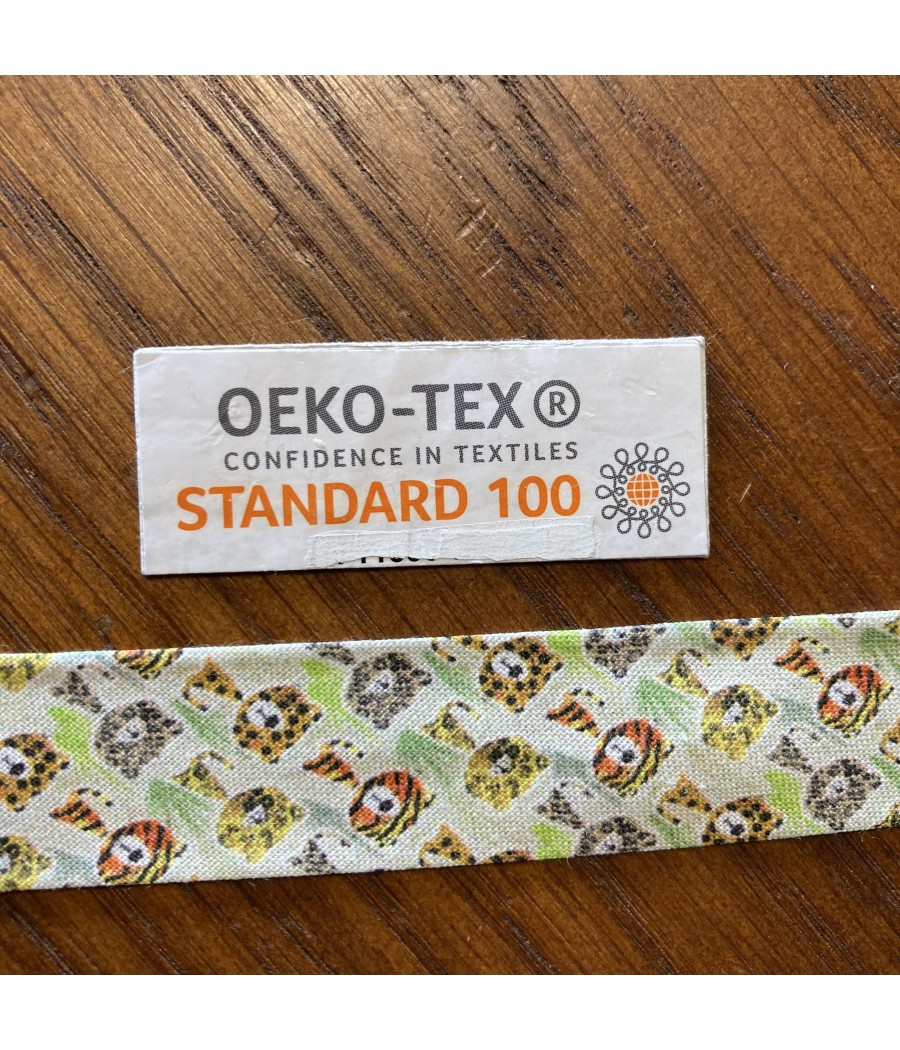 OEKO-TEX®
CONFIDENCE IN TEXTILES
STANDARD 100